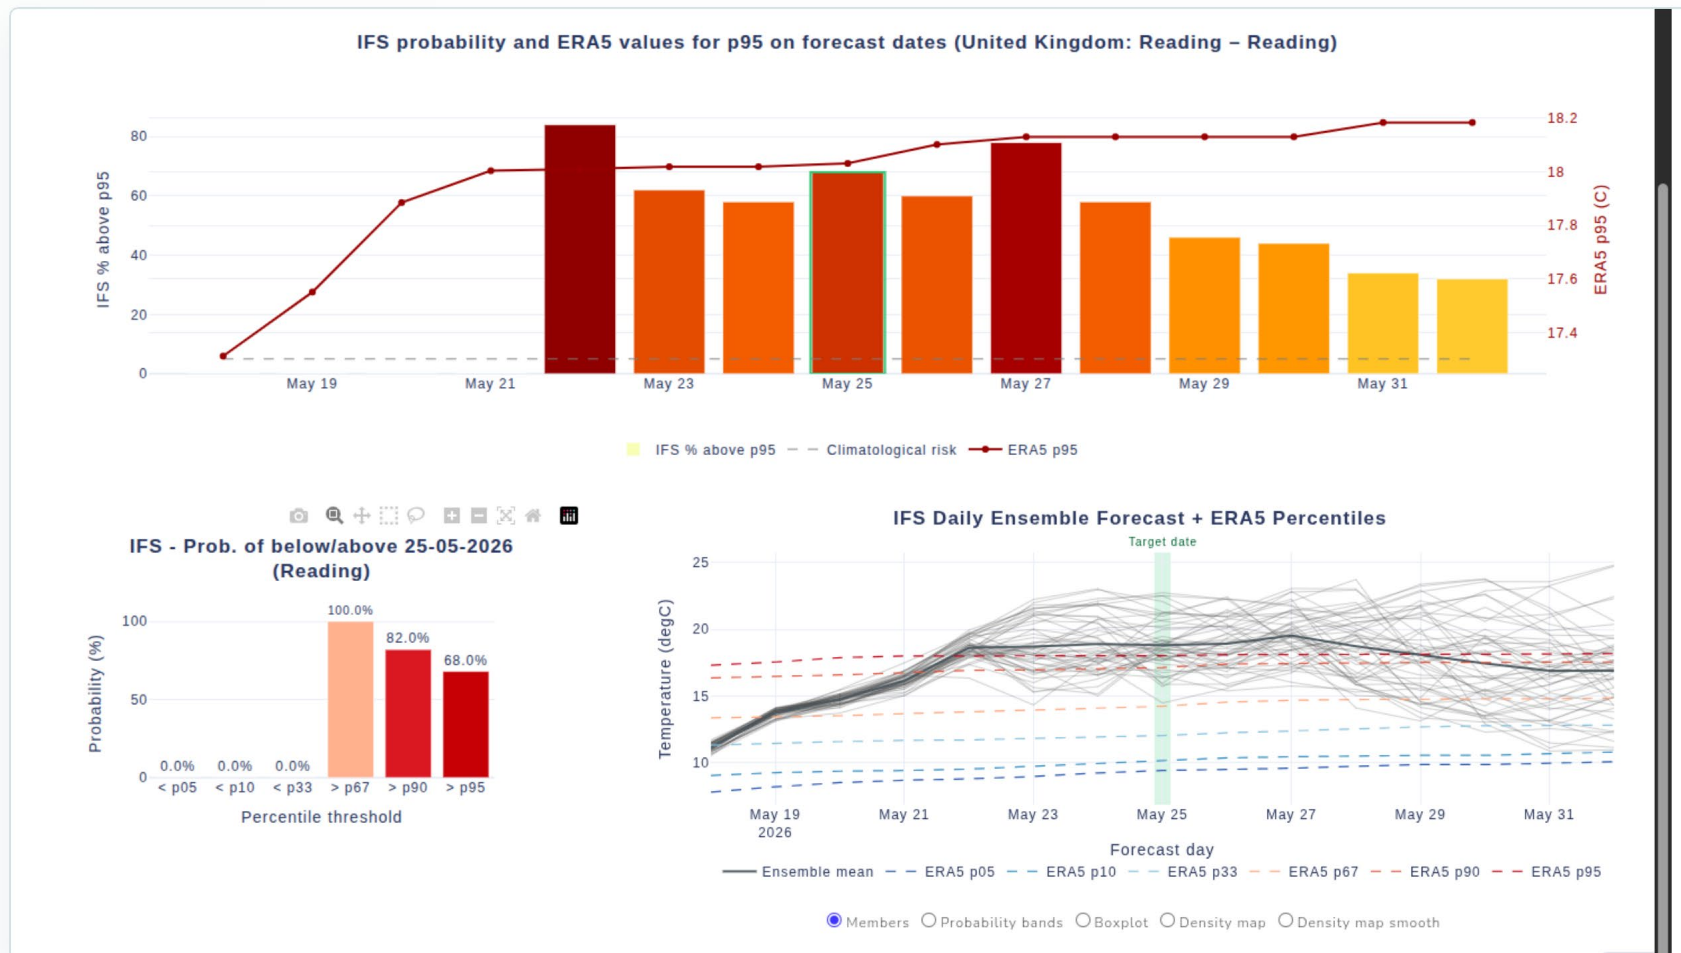 IFS probability and ERA5 values for p95 on forecast dates (United Kingdom: Reading – Reading)
80
60
40
20
0
IFS % above p95
18.2
18
17.8
17.6
17.4
ERA5 p95 (C)
May 19 May 21 May 23 May 25 May 27 May 29 May 31
IFS % above p95 Climatological risk ERA5 p95
IFS - Prob. of below/above 25-05-2026
(Reading)
100
50
0
Probability (%)
0.0% 0.0% 0.0% 100.0% 82.0% 68.0%
< p05 < p10 < p33 > p67 > p90 > p95
Percentile threshold
IFS Daily Ensemble Forecast + ERA5 Percentiles
Target date
25
20
15
10
Temperature (degC)
May 19 May 21 May 23 May 25 May 27 May 29 May 31
2026
Forecast day
Ensemble mean ERA5 p05 ERA5 p10 ERA5 p33 ERA5 p67 ERA5 p90 ERA5 p95
Members Probability bands Boxplot Density map Density map smooth